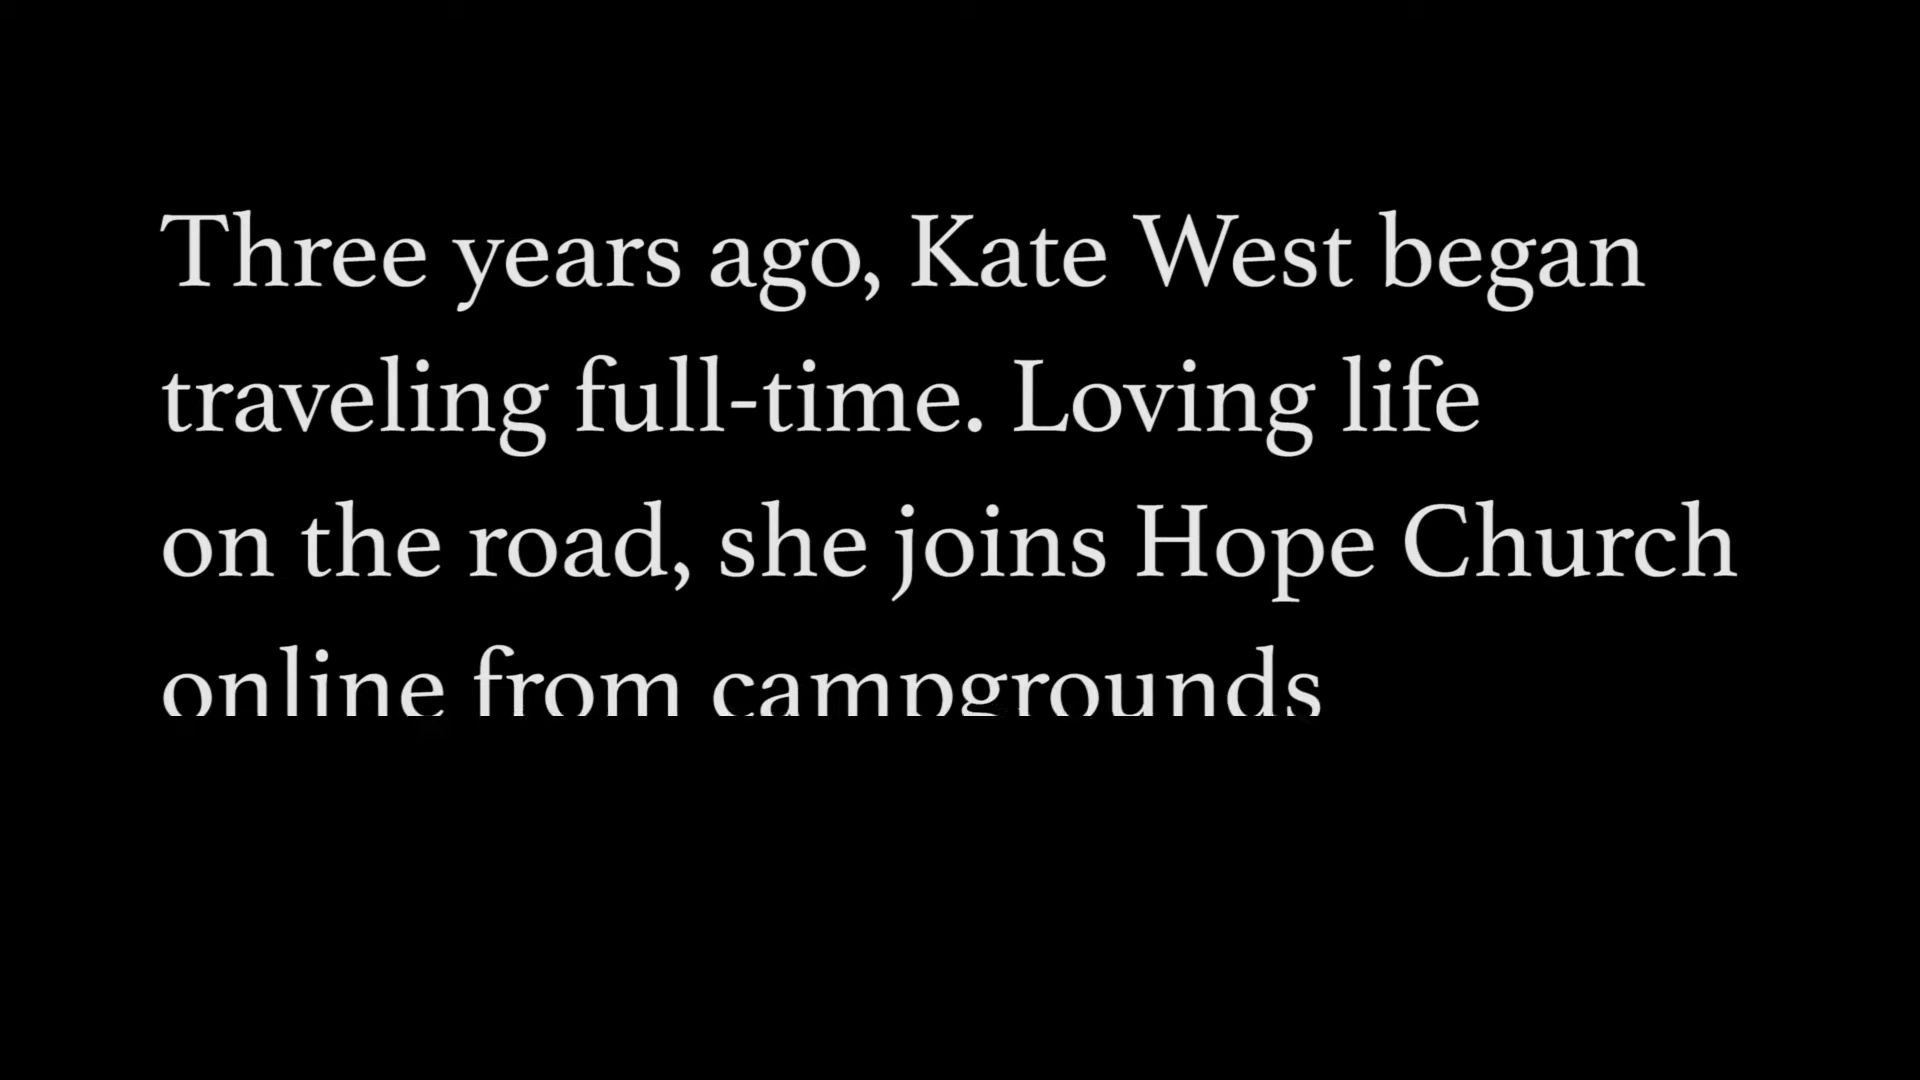 Three years ago, Kate West began
traveling full-time. Loving life
on the road, she joins Hope Church
online from campgrounds